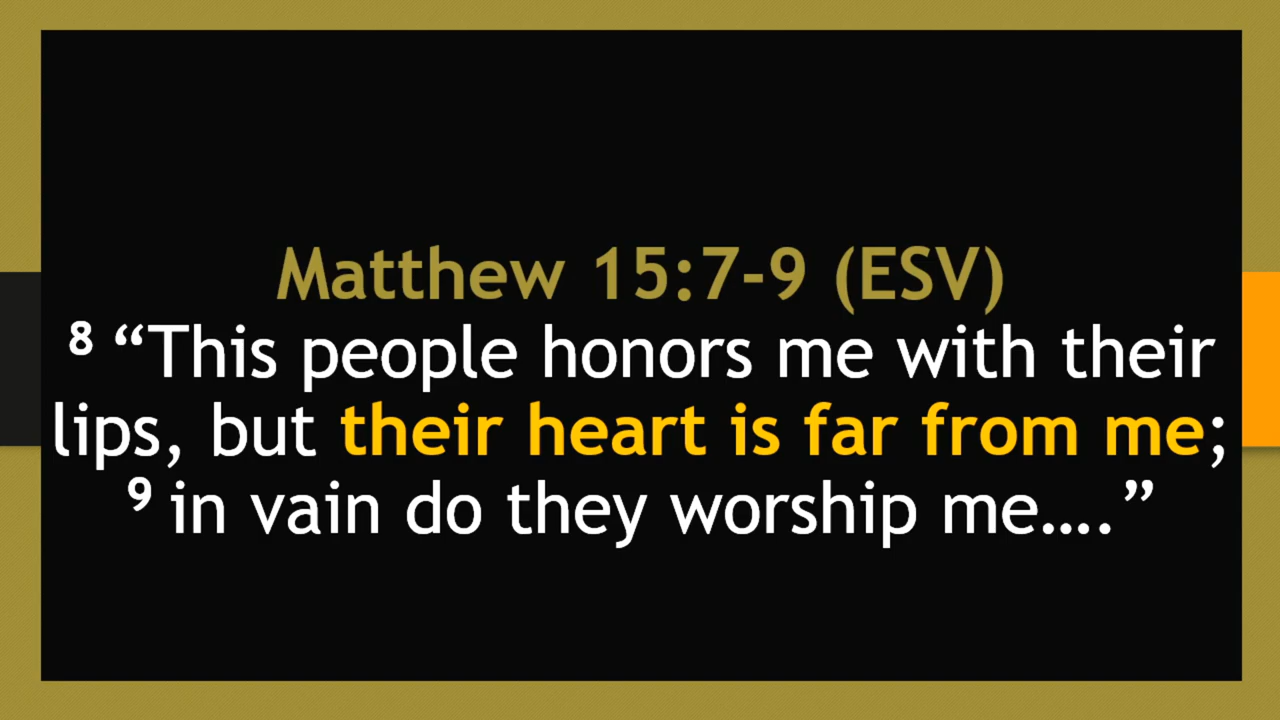 Matthew 15:7-9 (ESV)
8 “This people honors me with their
lips, but their heart is far from me;
9 in vain do they worship me….”